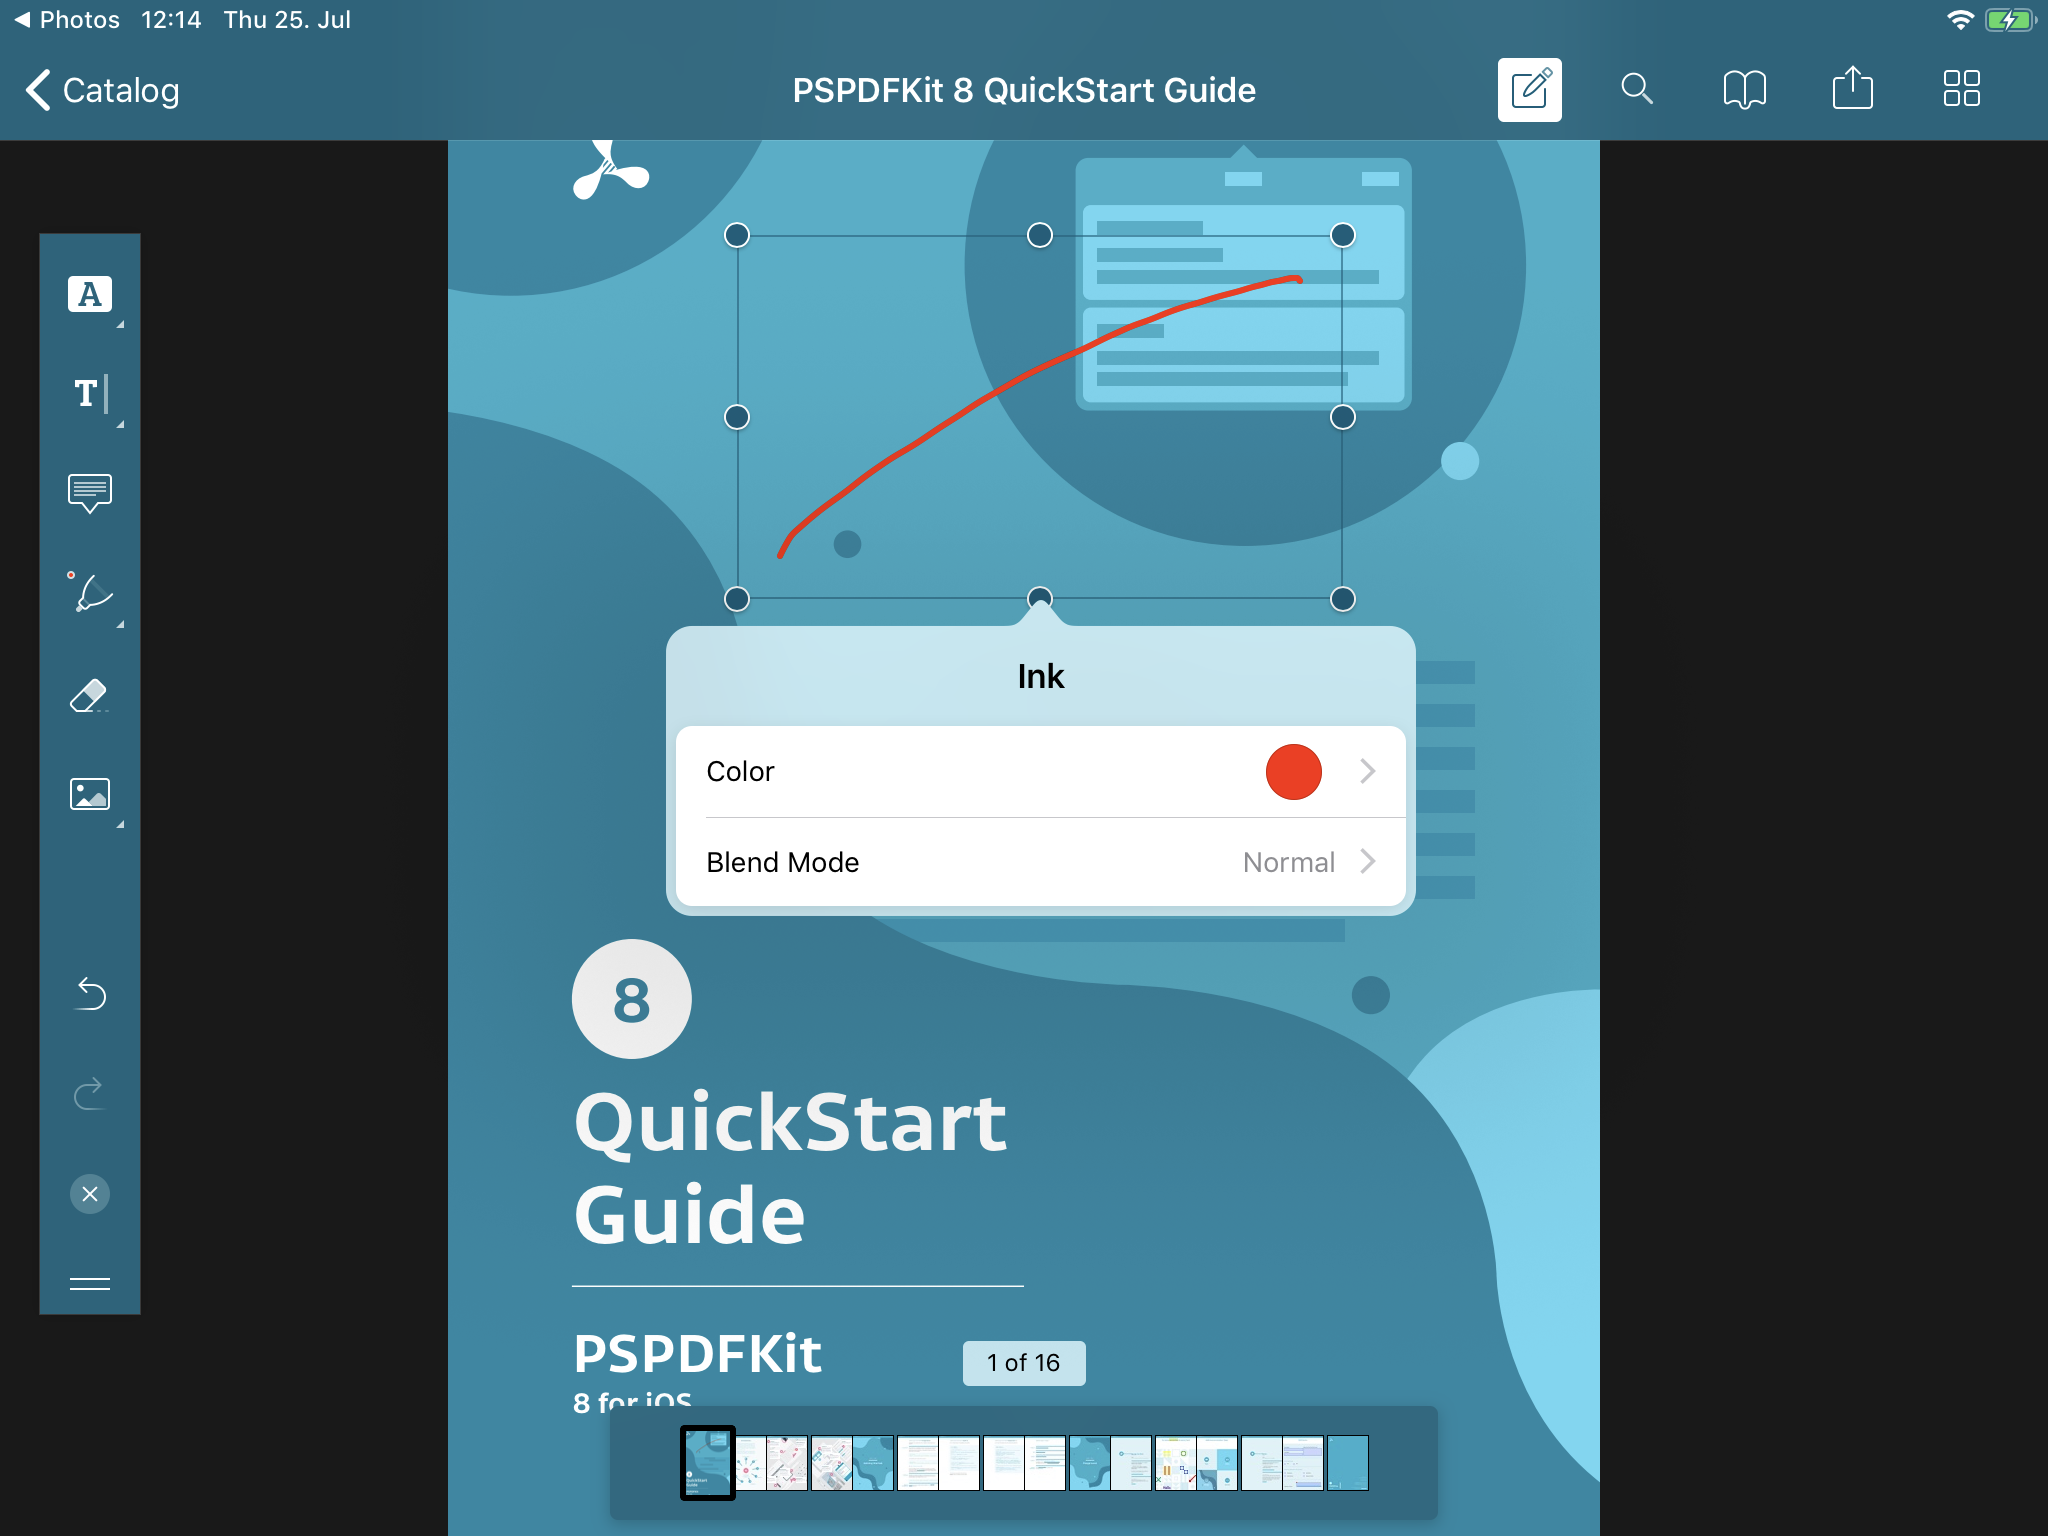 Photos 12:14 Thu 25. Jul
Catalog
PSPDFKit 8 QuickStart Guide
A
T
Ink
Color
Blend Mode Normal
8
QuickStart
Guide
PSPDFKit
1 of 16
8 for iOS